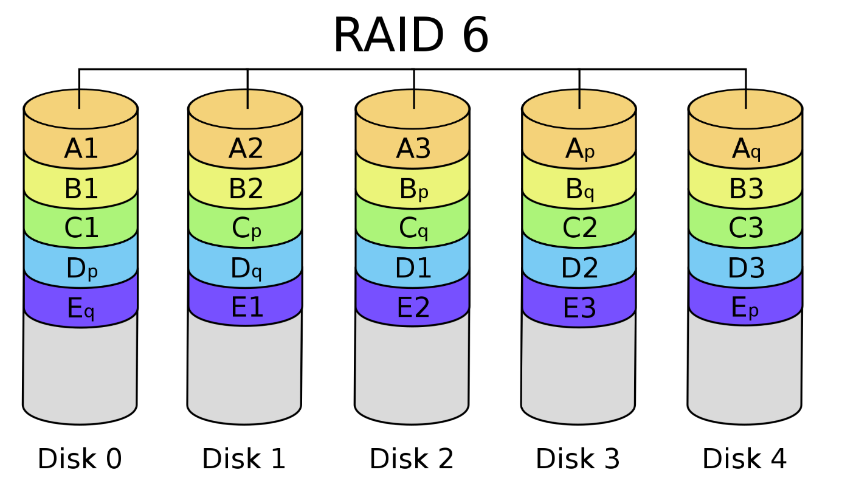 RAID 6
A1 A2 A3 Ap Aq
B1 B2 Bp Bq B3
C1 Cp Cq C2 C3
Dp Dq D1 D2 D3
Eq E1 E2 E3 Ep
Disk 0 Disk 1 Disk 2 Disk 3 Disk 4